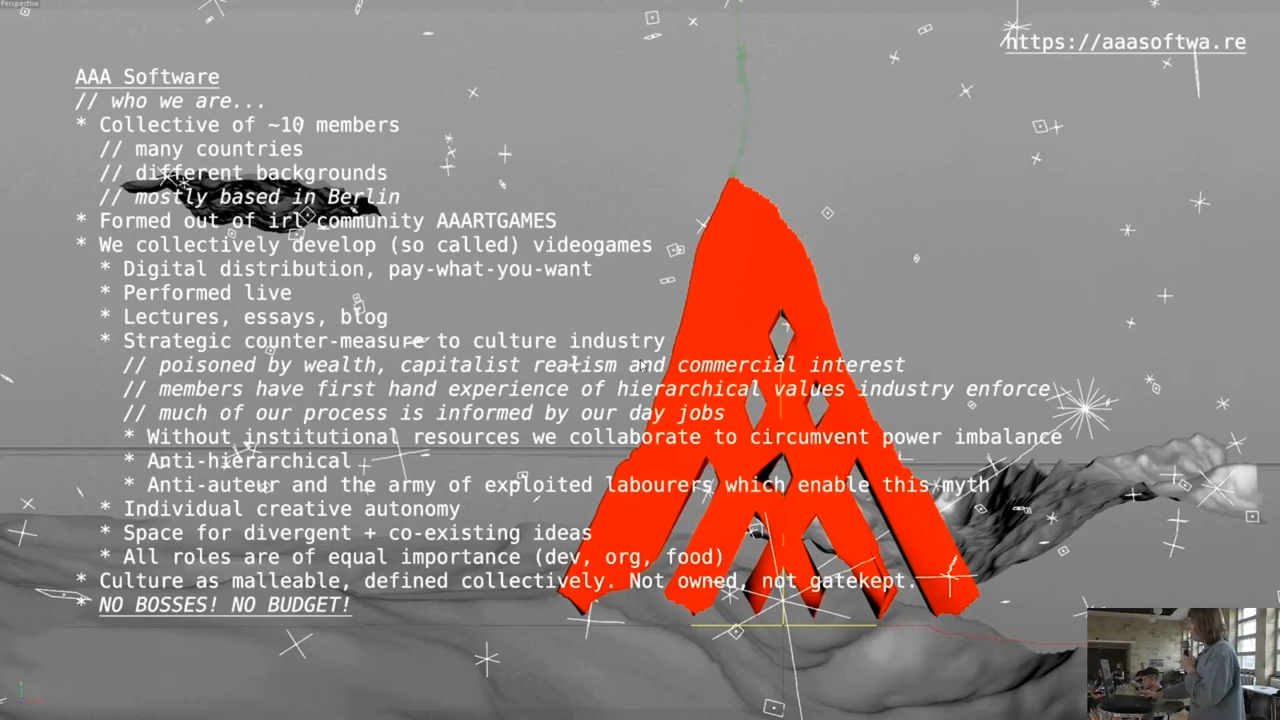 Perspective
https://aaasoftwa.re
AAA Software
// who we are...
* Collective of ~10 members
// many countries
// different backgrounds
// mostly based in Berlin
* Formed out of irl community AAARTGAMES
* We collectively develop (so called) videogames
* Digital distribution, pay-what-you-want
* Performed live
* Lectures, essays, blog
* Strategic counter-measure to culture industry
// poisoned by wealth, capitalist realism and commercial interest
// members have first hand experience of hierarchical values industry enforce
// much of our process is informed by our day jobs
* Without institutional resources we collaborate to circumvent power imbalance
* Anti-hierarchical
* Anti-auteur and the army of exploited labourers which enable this myth
* Individual creative autonomy
* Space for divergent + co-existing ideas
* All roles are of equal importance (dev, org, food)
* Culture as malleable, defined collectively. Not owned, not gatekept.
* NO BOSSES! NO BUDGET!